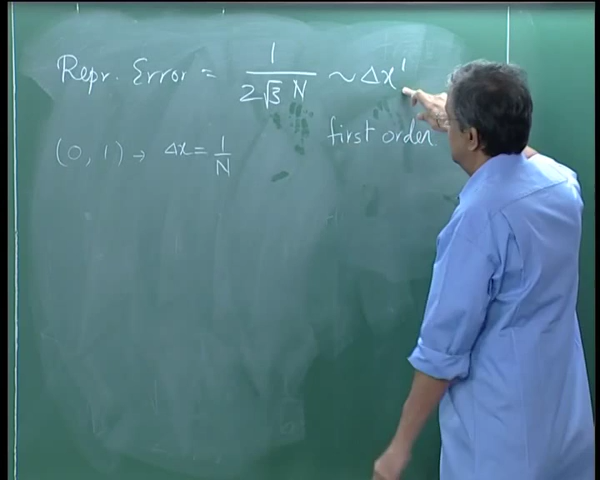 Repr. Error = 1/(2√3 N) ~ Δx¹
first order
(0, 1) → Δx = 1/N